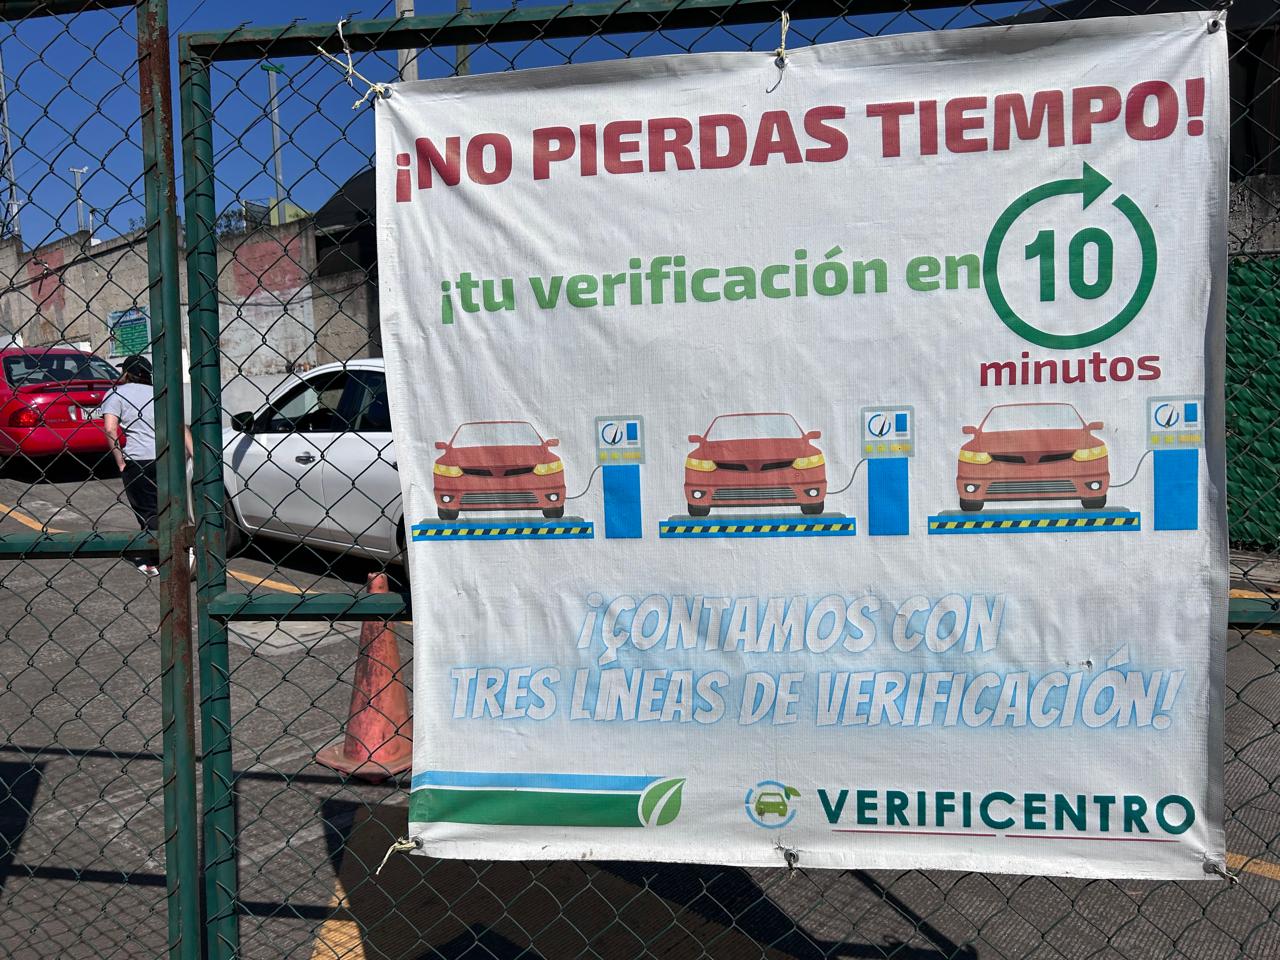 ¡NO PIERDAS TIEMPO!
¡tu verificación en 10
minutos
¡CONTAMOS CON
TRES LÍNEAS DE VERIFICACIÓN!
VERIFICENTRO